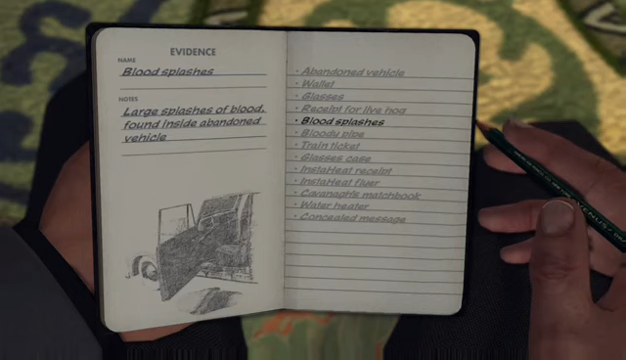 EVIDENCE
NAME
Blood splashes
NOTES
Large splashes of blood,
found inside abandoned
vehicle
· Abandoned vehicle
· Wallet
· Glasses
· Receipt for live hog
· Blood splashes
· Bloody pipe
· Train ticket
· Glasses case
· InstaHeat receipt
· InstaHeat flyer
· Cavanagh's matchbook
· Water heater
· Concealed message